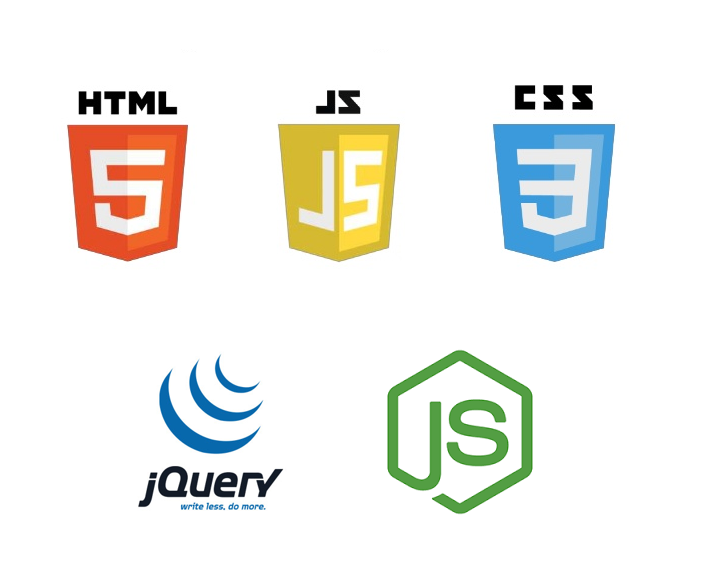 HTML
JS
CSS
5
JS
3
jQuery
write less. do more.
JS